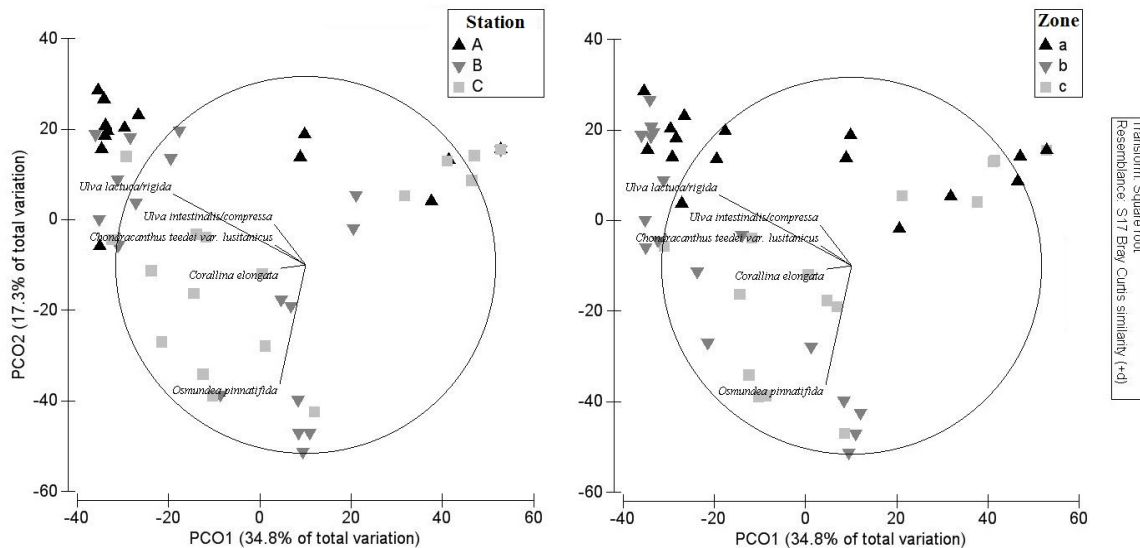 Station
A
B
C
40
20
0
-20
-40
-60
PCO2 (17.3% of total variation)
Ulva lactuca/rigida
Ulva intestinalis/compressa
Chondracanthus teedei var. lusitanicus
Corallina elongata
Osmundea pinnatifida
-40
-20
0
20
40
60
PCO1 (34.8% of total variation)
Zone
a
b
c
40
20
0
-20
-40
-60
Ulva lactuca/rigida
Ulva intestinalis/compressa
Chondracanthus teedei var. lusitanicus
Corallina elongata
Osmundea pinnatifida
-40
-20
0
20
40
60
PCO1 (34.8% of total variation)
Transform: Square root
Resemblance: S17 Bray Curtis similarity (+d)